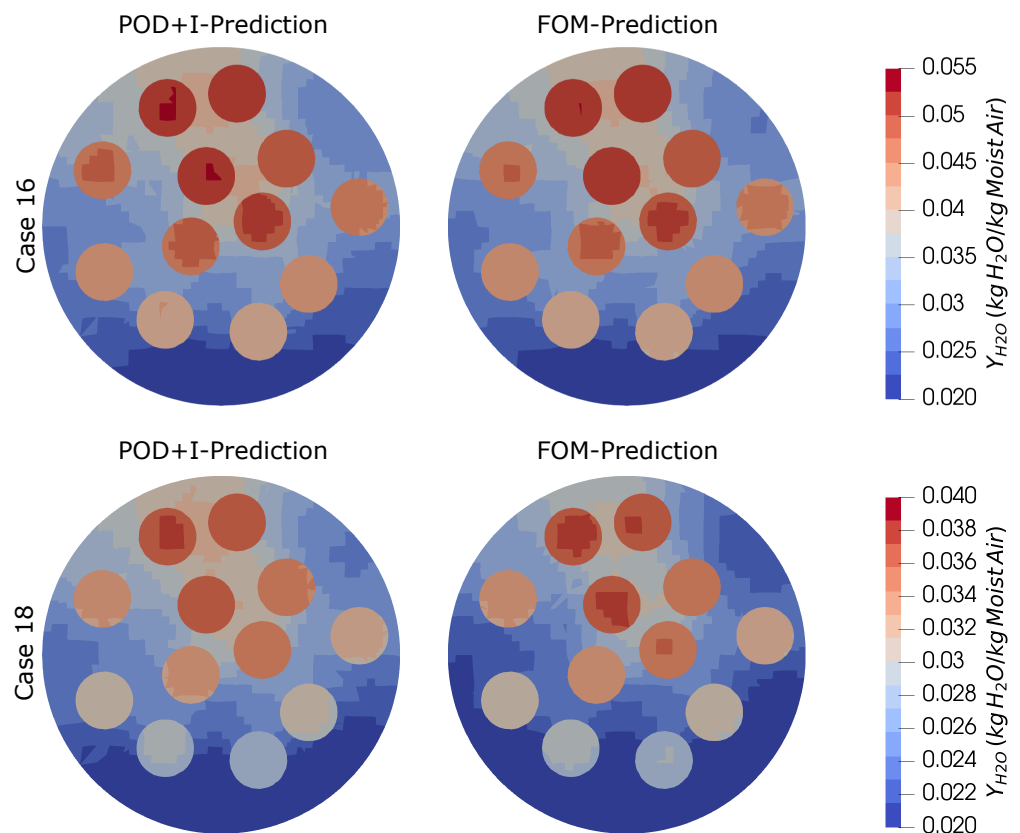 POD+I-Prediction
FOM-Prediction
Case 16
0.055
0.05
0.045
0.04
0.035
0.03
0.025
0.020
Y_H2O (kg H₂O/kg Moist Air)
POD+I-Prediction
FOM-Prediction
Case 18
0.040
0.038
0.036
0.034
0.032
0.03
0.028
0.026
0.024
0.022
0.020
Y_H2O (kg H₂O/kg Moist Air)